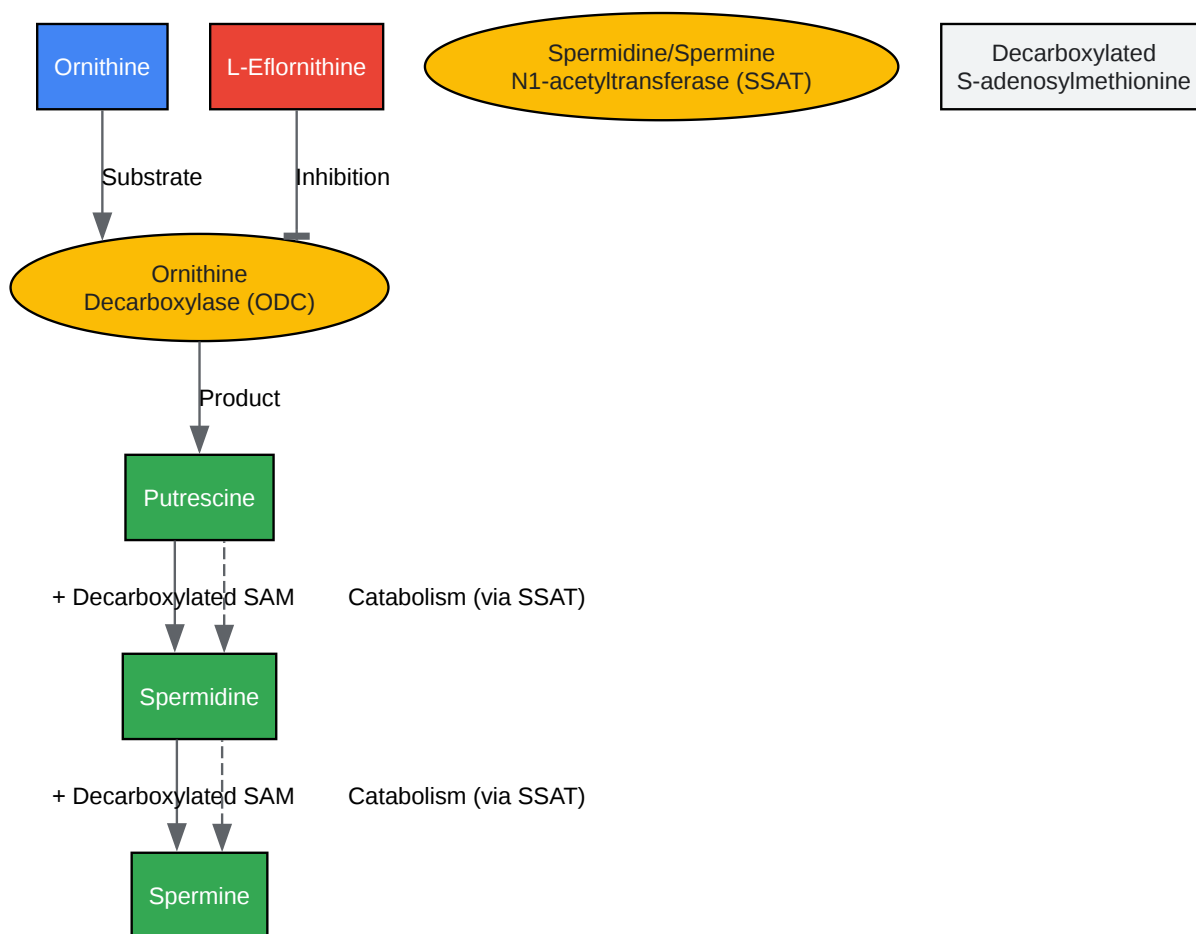 Ornithine
L-Eflornithine
Spermidine/Spermine
N1-acetyltransferase (SSAT)
Decarboxylated
S-adenosylmethionine
Substrate
Inhibition
Ornithine
Decarboxylase (ODC)
Product
Putrescine
+ Decarboxylated SAM
Catabolism (via SSAT)
Spermidine
+ Decarboxylated SAM
Catabolism (via SSAT)
Spermine